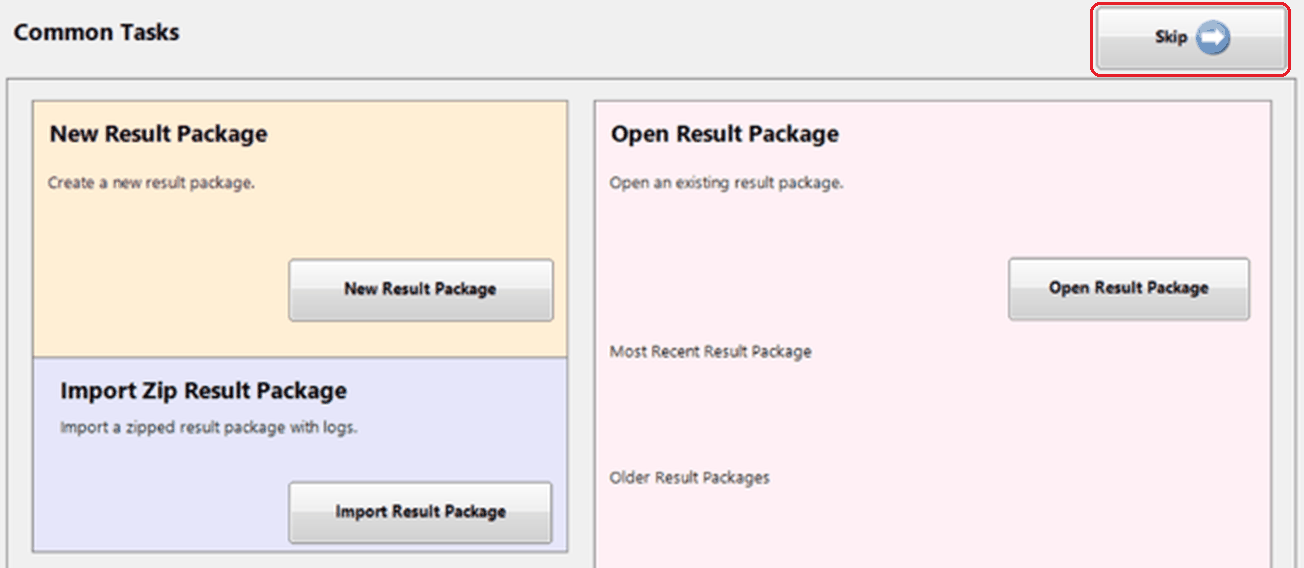 Common Tasks
Skip
New Result Package
Create a new result package.
New Result Package
Import Zip Result Package
Import a zipped result package with logs.
Import Result Package
Open Result Package
Open an existing result package.
Open Result Package
Most Recent Result Package
Older Result Packages